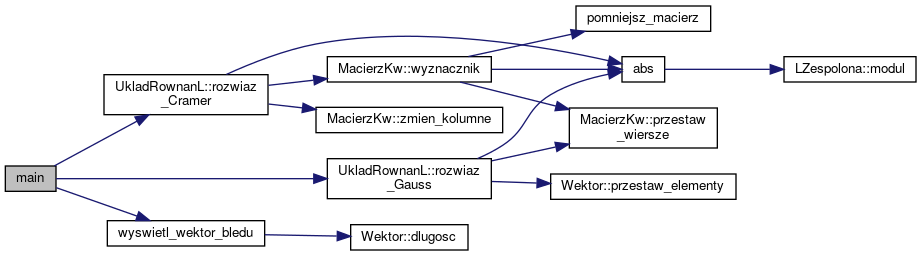 pomniejsz_macierz
MacierzKw::wyznacznik
abs
LZespolona::modul
UkladRownanL::rozwiaz
_Cramer
MacierzKw::zmien_kolumne
MacierzKw::przestaw
_wiersze
main
UkladRownanL::rozwiaz
_Gauss
Wektor::przestaw_elementy
wyswietl_wektor_bledu
Wektor::dlugosc